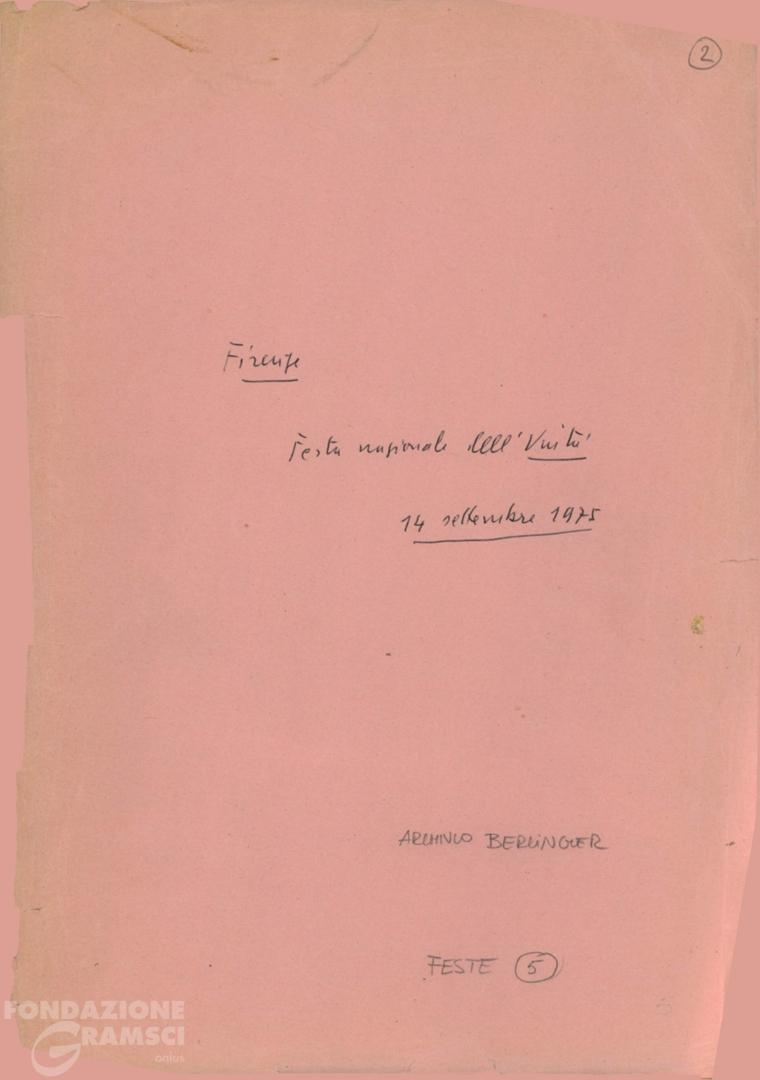 2
Firenze
Festa nazionale dell'Unità
14 settembre 1975
ARCHIVIO BERLINGUER
FESTE 5
FONDAZIONE
GRAMSCI
onlus